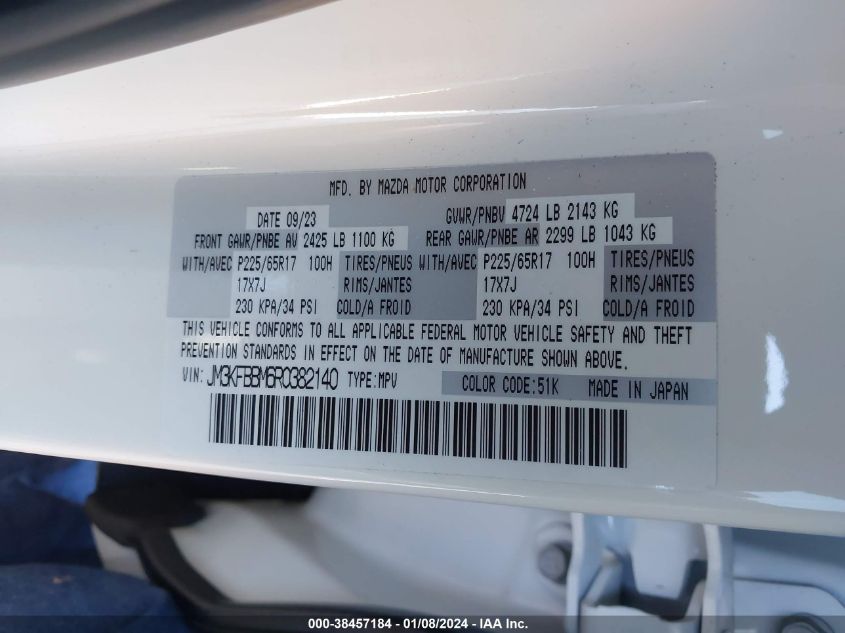 MFD. BY MAZDA MOTOR CORPORATION
DATE 09/23 GVWR/PNBV 4724 LB 2143 KG
FRONT GAWR/PNBE AV 2425 LB 1100 KG REAR GAWR/PNBE AR 2299 LB 1043 KG
WITH/AVEC P225/65R17 100H TIRES/PNEUS WITH/AVEC P225/65R17 100H TIRES/PNEUS
17X7J RIMS/JANTES 17X7J RIMS/JANTES
230 KPA/34 PSI COLD/A FROID 230 KPA/34 PSI COLD/A FROID
THIS VEHICLE CONFORMS TO ALL APPLICABLE FEDERAL MOTOR VEHICLE SAFETY AND THEFT
PREVENTION STANDARDS IN EFFECT ON THE DATE OF MANUFACTURE SHOWN ABOVE.
VIN: JM3KFBBM6R0382140 TYPE:MPV COLOR CODE:51K MADE IN JAPAN
000-38457184 - 01/08/2024 - IAA Inc.